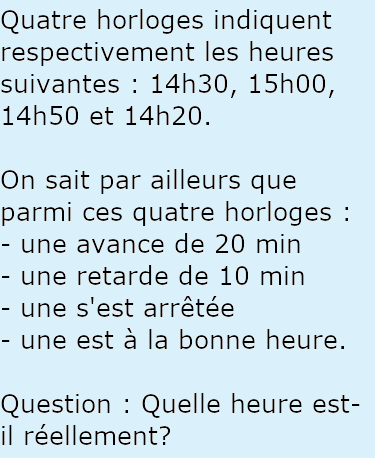 Quatre horloges indiquent
respectivement les heures
suivantes : 14h30, 15h00,
14h50 et 14h20.
On sait par ailleurs que
parmi ces quatre horloges :
- une avance de 20 min
- une retarde de 10 min
- une s'est arrêtée
- une est à la bonne heure.
Question : Quelle heure est-
il réellement?